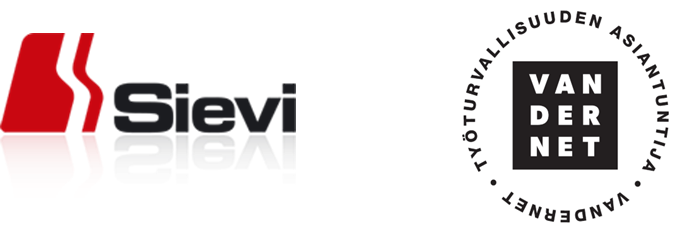 Sievi
VAN
DER
NET
• TYÖTURVALLISUUDEN ASIANTUNTIJA • VANDERNET